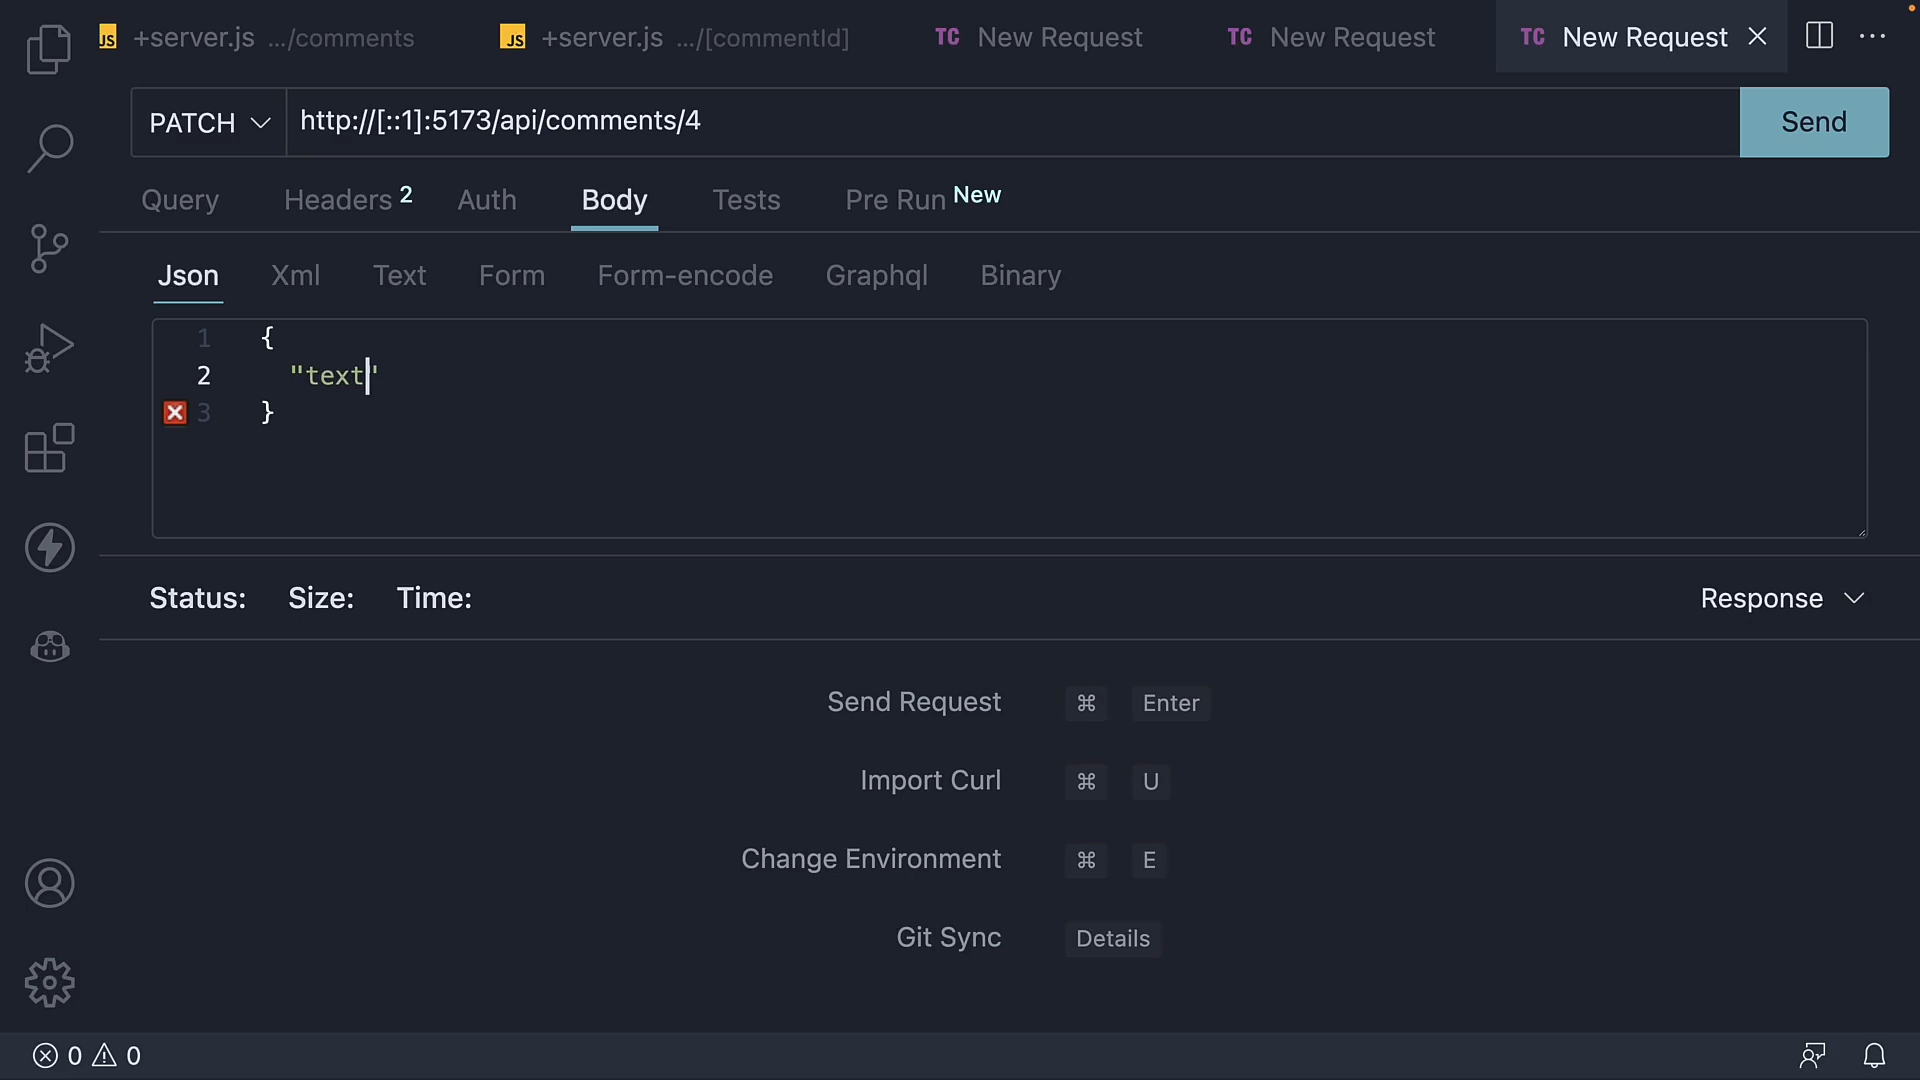 JS +server.js .../comments JS +server.js .../[commentId] TC New Request TC New Request TC New Request
PATCH http://[::1]:5173/api/comments/4 Send
Query Headers 2 Auth Body Tests Pre Run New
Json Xml Text Form Form-encode Graphql Binary
1 {
2 "text"
3 }
Status: Size: Time: Response
Send Request ⌘ Enter
Import Curl ⌘ U
Change Environment ⌘ E
Git Sync Details
0 0